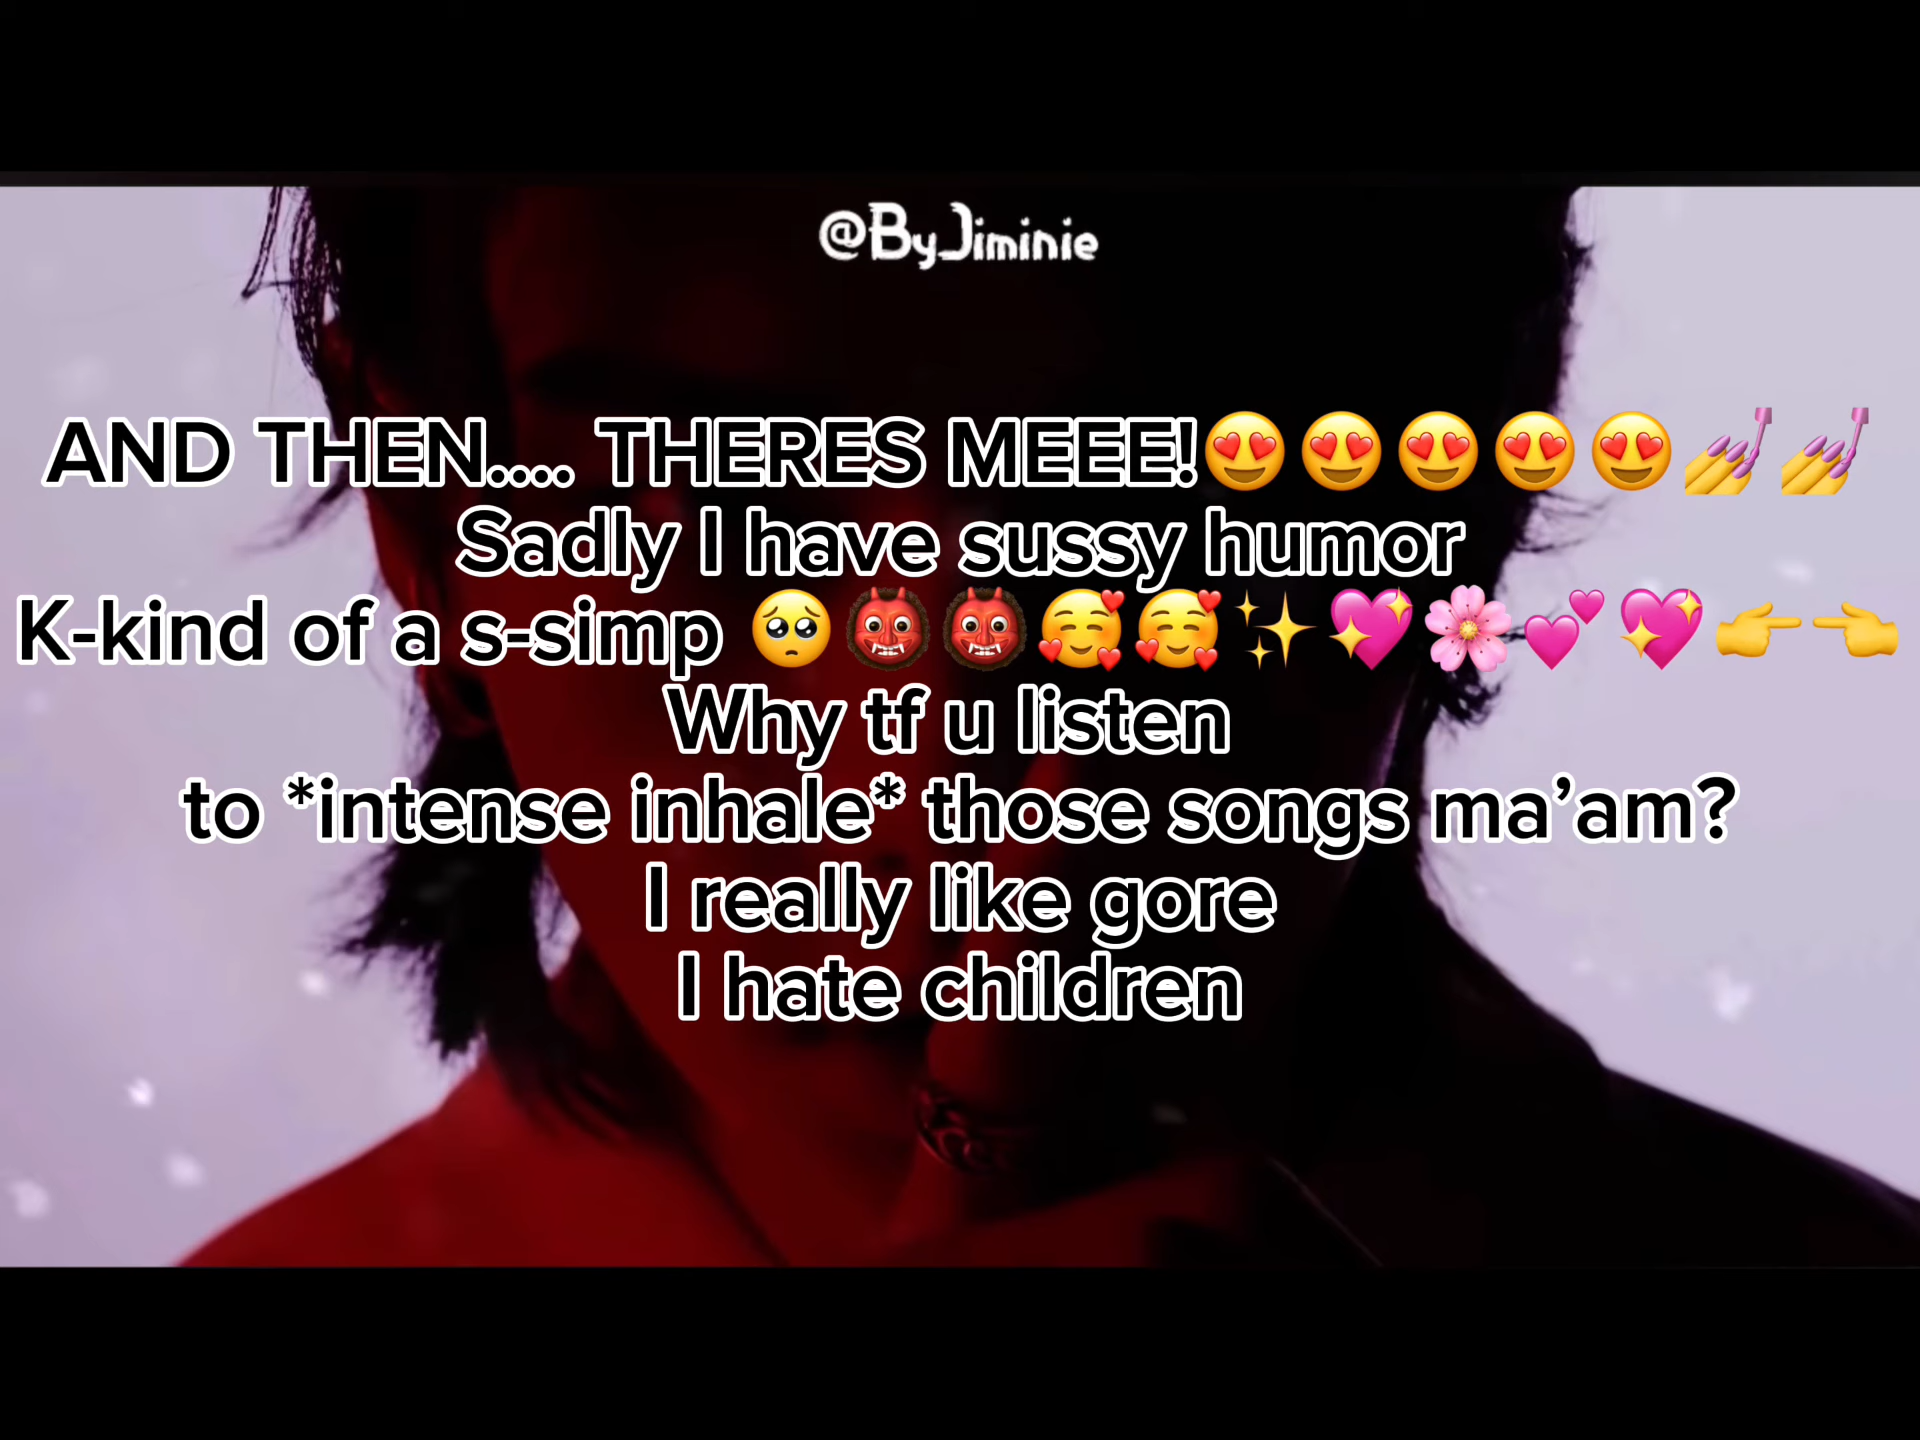 @ByJiminie
AND THEN.... THERES MEEE!😍😍😍😍😍💅💅
Sadly I have sussy humor
K-kind of a s-simp 🥺👹👹🥰🥰✨💖🌸💕💖👉👈
Why tf u listen
to *intense inhale* those songs ma’am?
I really like gore
I hate children